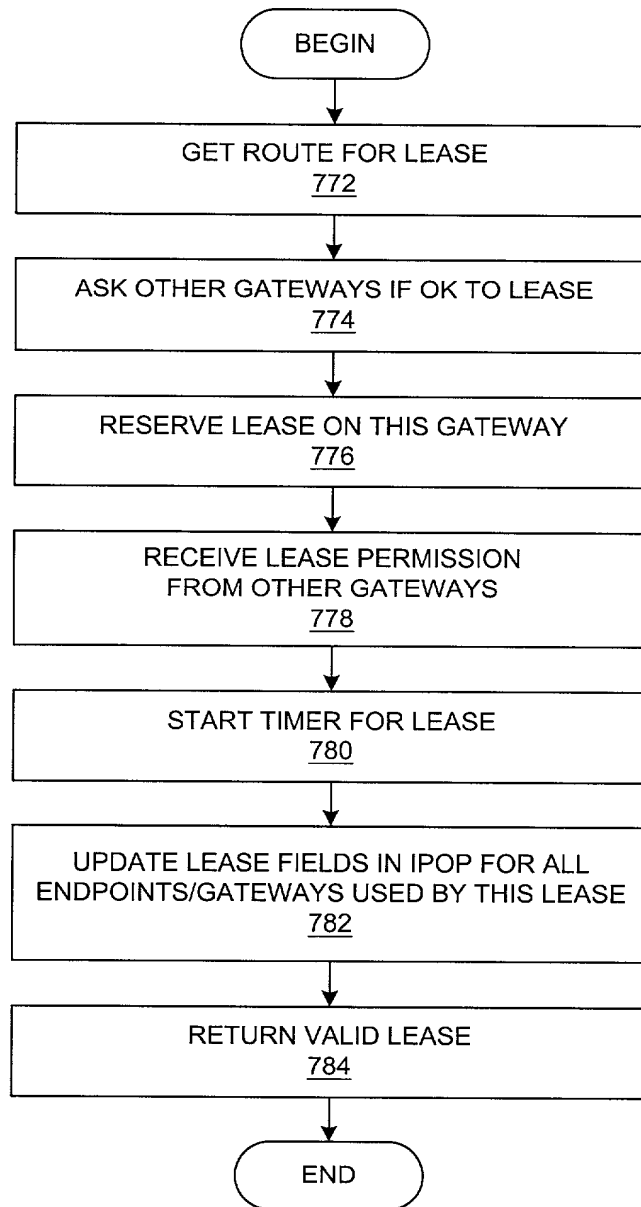 BEGIN
GET ROUTE FOR LEASE
772
ASK OTHER GATEWAYS IF OK TO LEASE
774
RESERVE LEASE ON THIS GATEWAY
776
RECEIVE LEASE PERMISSION
FROM OTHER GATEWAYS
778
START TIMER FOR LEASE
780
UPDATE LEASE FIELDS IN IPOP FOR ALL
ENDPOINTS/GATEWAYS USED BY THIS LEASE
782
RETURN VALID LEASE
784
END